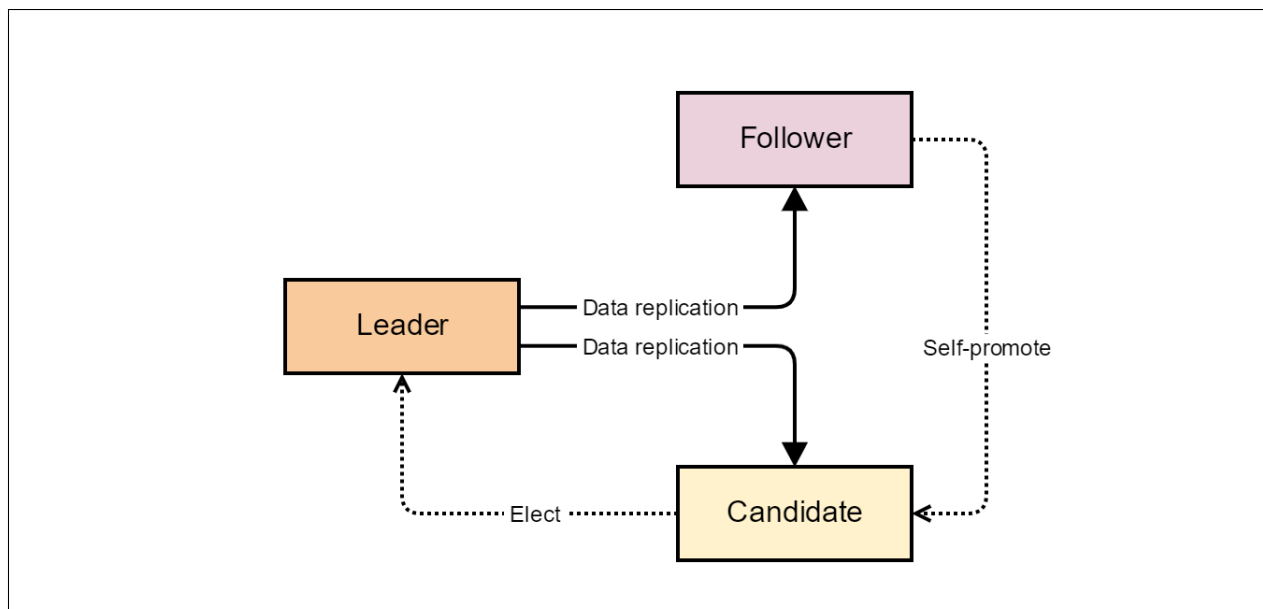 Follower
Data replication
Leader
Data replication
Self-promote
Elect
Candidate